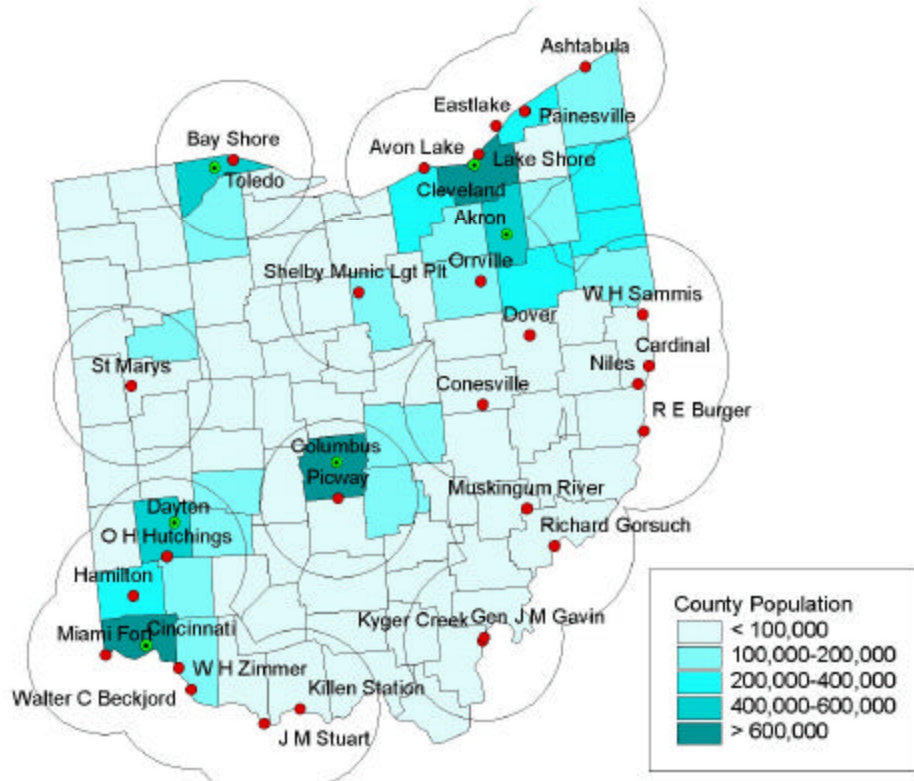 Ashtabula
Eastlake
Painesville
Bay Shore
Avon Lake
Lake Shore
Toledo
Cleveland
Akron
Shelby Munic Lgt Plt
Orrville
W H Sammis
Dover
Cardinal
St Marys
Niles
Conesville
R E Burger
Columbus
Picway
Muskingum River
Dayton
Richard Gorsuch
O H Hutchings
Hamilton
Kyger Creek
Gen J M Gavin
Miami Fort
Cincinnati
W H Zimmer
Walter C Beckjord
Killen Station
J M Stuart
County Population
< 100,000
100,000-200,000
200,000-400,000
400,000-600,000
> 600,000